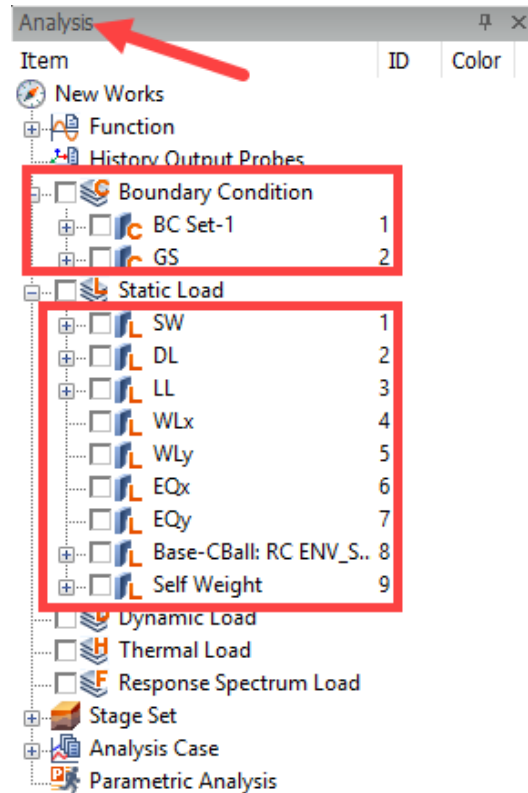 Analysis
Item ID Color
New Works
Function
History Output Probes
Boundary Condition
BC Set-1 1
GS 2
Static Load
SW 1
DL 2
LL 3
WLx 4
WLy 5
EQx 6
EQy 7
Base-CBall: RC ENV_S.. 8
Self Weight 9
Dynamic Load
Thermal Load
Response Spectrum Load
Stage Set
Analysis Case
Parametric Analysis